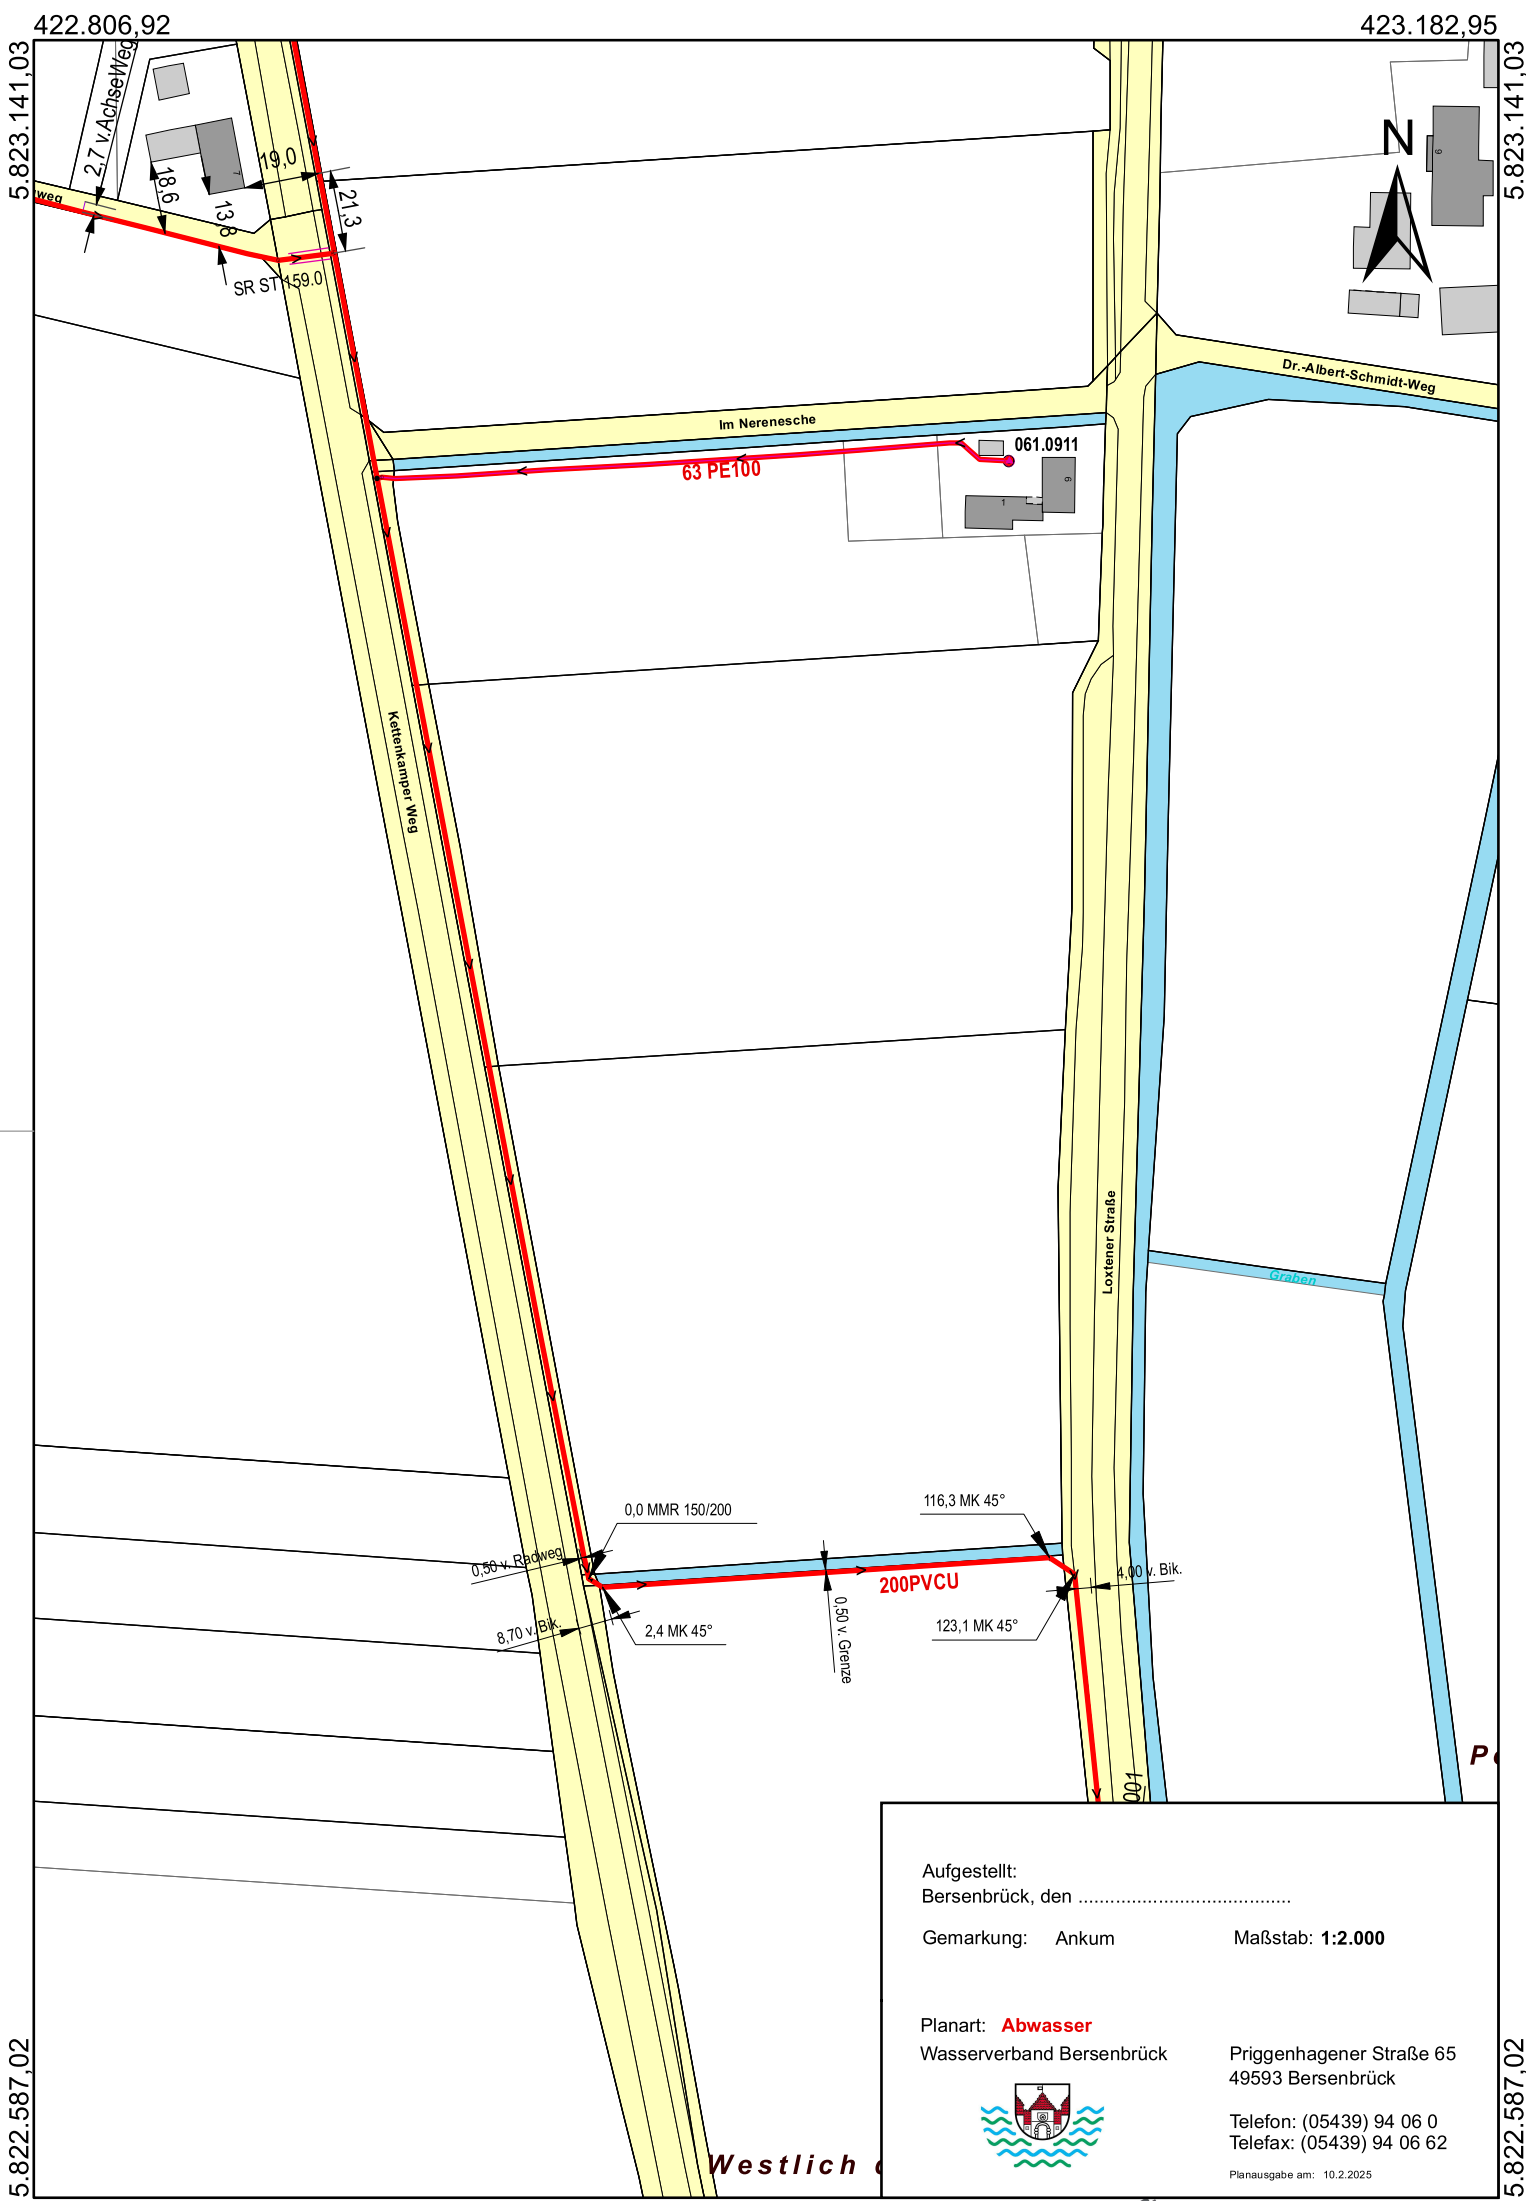 422.806,92
423.182,95
5.823.141,03
5.823.141,03
2,7 v.AchseWeg
N
9
7
19,0
18,6
13,8
21,3
weg
SR ST 159.0
Dr.-Albert-Schmidt-Weg
Im Nerenesche
061.0911
63 PE100
9
1
Kettenkamper Weg
Loxtener Straße
Graben
116,3 MK 45°
0,0 MMR 150/200
0,50 v. Radweg
4,00 v. Bik.
200PVCU
0,50 v. Grenze
8,70 v. Bik.
2,4 MK 45°
123,1 MK 45°
001
Aufgestellt:
Bersenbrück, den ........................................
Gemarkung: Ankum Maßstab: 1:2.000
Planart: Abwasser
Wasserverband Bersenbrück
Priggenhagener Straße 65
49593 Bersenbrück
Telefon: (05439) 94 06 0
Telefax: (05439) 94 06 62
Planausgabe am: 10.2.2025
Westlich
5.822.587,02
5.822.587,02